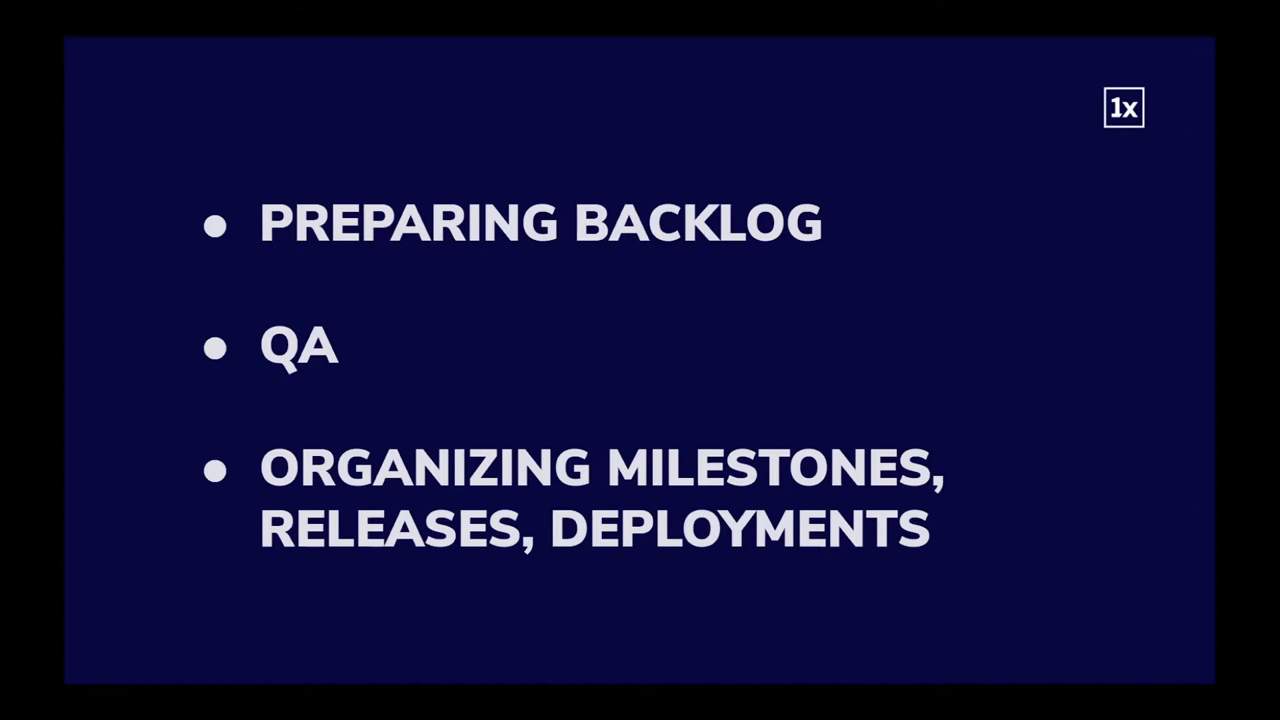 1x
• PREPARING BACKLOG
• QA
• ORGANIZING MILESTONES,
RELEASES, DEPLOYMENTS